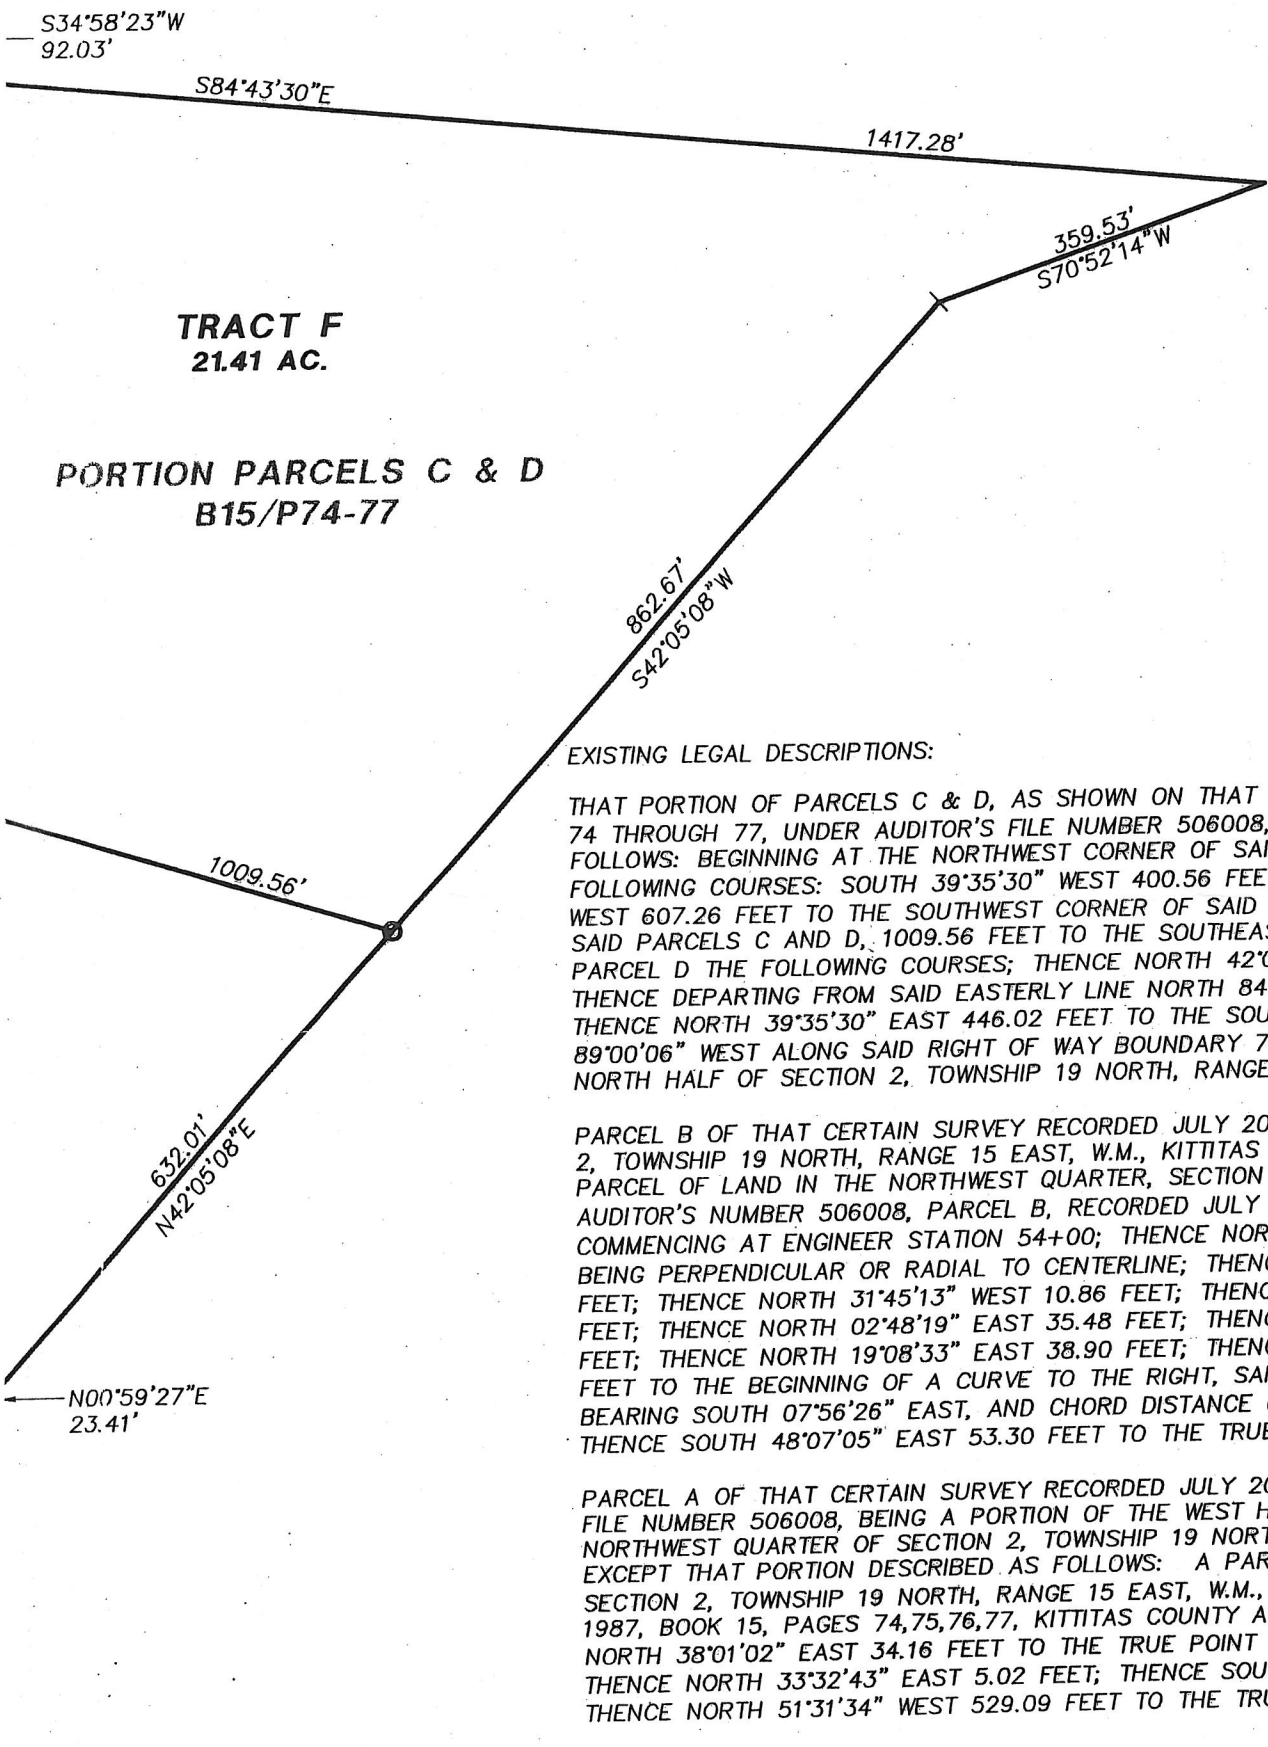 S34°58'23"W
92.03'
S84°43'30"E
1417.28'
359.53'
S70°52'14"W
TRACT F
21.41 AC.
PORTION PARCELS C & D
B15/P74-77
862.67'
S42°05'08"W
EXISTING LEGAL DESCRIPTIONS:
THAT PORTION OF PARCELS C & D, AS SHOWN ON THAT
74 THROUGH 77, UNDER AUDITOR'S FILE NUMBER 506008,
FOLLOWS: BEGINNING AT THE NORTHWEST CORNER OF SAI
FOLLOWING COURSES: SOUTH 39°35'30" WEST 400.56 FEE
WEST 607.26 FEET TO THE SOUTHWEST CORNER OF SAID
SAID PARCELS C AND D, 1009.56 FEET TO THE SOUTHEAS
PARCEL D THE FOLLOWING COURSES; THENCE NORTH 42°0
THENCE DEPARTING FROM SAID EASTERLY LINE NORTH 84
THENCE NORTH 39°35'30" EAST 446.02 FEET TO THE SOU
89°00'06" WEST ALONG SAID RIGHT OF WAY BOUNDARY 7
NORTH HALF OF SECTION 2, TOWNSHIP 19 NORTH, RANGE
1009.56'
632.01'
N42°05'08"E
PARCEL B OF THAT CERTAIN SURVEY RECORDED JULY 20
2, TOWNSHIP 19 NORTH, RANGE 15 EAST, W.M., KITTITAS
PARCEL OF LAND IN THE NORTHWEST QUARTER, SECTION
AUDITOR'S NUMBER 506008, PARCEL B, RECORDED JULY
COMMENCING AT ENGINEER STATION 54+00; THENCE NOR
BEING PERPENDICULAR OR RADIAL TO CENTERLINE; THENC
FEET; THENCE NORTH 31°45'13" WEST 10.86 FEET; THENC
FEET; THENCE NORTH 02°48'19" EAST 35.48 FEET; THENC
FEET; THENCE NORTH 19°08'33" EAST 38.90 FEET; THENC
FEET TO THE BEGINNING OF A CURVE TO THE RIGHT, SAI
BEARING SOUTH 07°56'26" EAST, AND CHORD DISTANCE
THENCE SOUTH 48°07'05" EAST 53.30 FEET TO THE TRUE
N00°59'27"E
23.41'
PARCEL A OF THAT CERTAIN SURVEY RECORDED JULY 20
FILE NUMBER 506008, BEING A PORTION OF THE WEST H
NORTHWEST QUARTER OF SECTION 2, TOWNSHIP 19 NORT
EXCEPT THAT PORTION DESCRIBED AS FOLLOWS: A PAR
SECTION 2, TOWNSHIP 19 NORTH, RANGE 15 EAST, W.M.,
1987, BOOK 15, PAGES 74,75,76,77, KITTITAS COUNTY A
NORTH 38°01'02" EAST 34.16 FEET TO THE TRUE POINT
THENCE NORTH 33°32'43" EAST 5.02 FEET; THENCE SOU
THENCE NORTH 51°31'34" WEST 529.09 FEET TO THE TRU